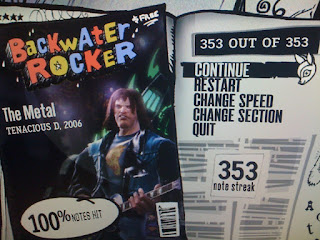 BACKWATER
ROCKER
The Metal
TENACIOUS D, 2006
100% NOTES HIT
353 OUT OF 353
CONTINUE
RESTART
CHANGE SPEED
CHANGE SECTION
QUIT
353
note streak